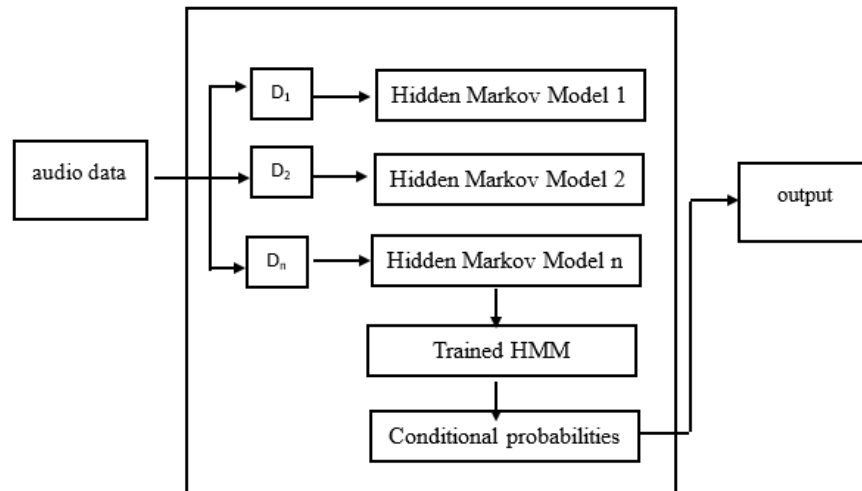 D₁
Hidden Markov Model 1
audio data
D₂
Hidden Markov Model 2
output
Dₙ
Hidden Markov Model n
Trained HMM
Conditional probabilities